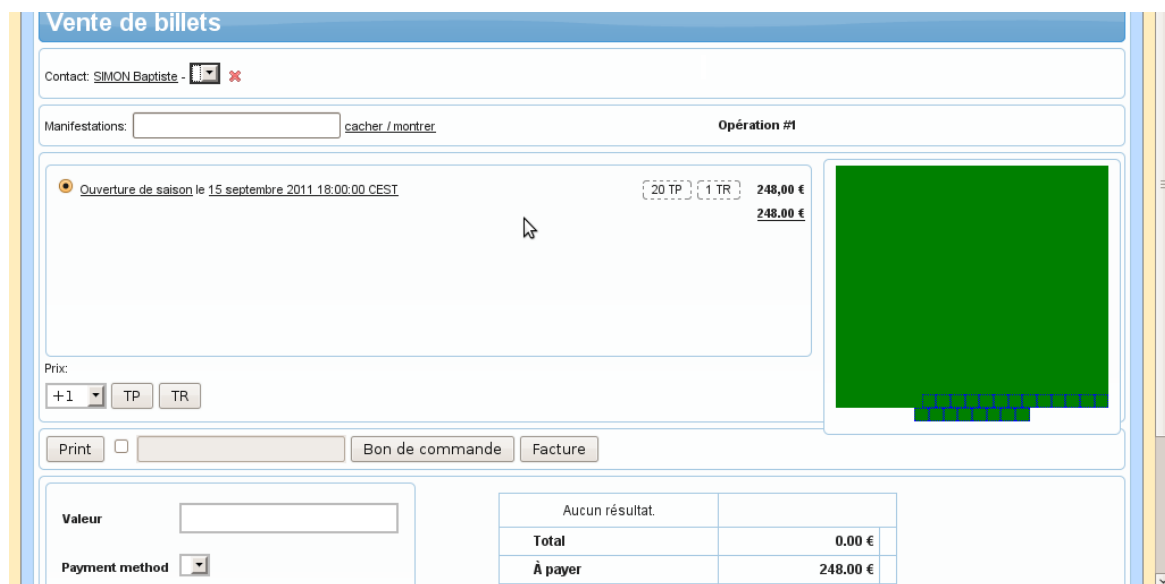 Vente de billets
Contact: SIMON Baptiste -
Manifestations: cacher / montrer Opération #1
Ouverture de saison le 15 septembre 2011 18:00:00 CEST 20 TP 1 TR 248,00 €
248.00 €
Prix:
+1 TP TR
Print Bon de commande Facture
Aucun résultat.
Valeur
Total 0.00 €
Payment method
À payer 248.00 €